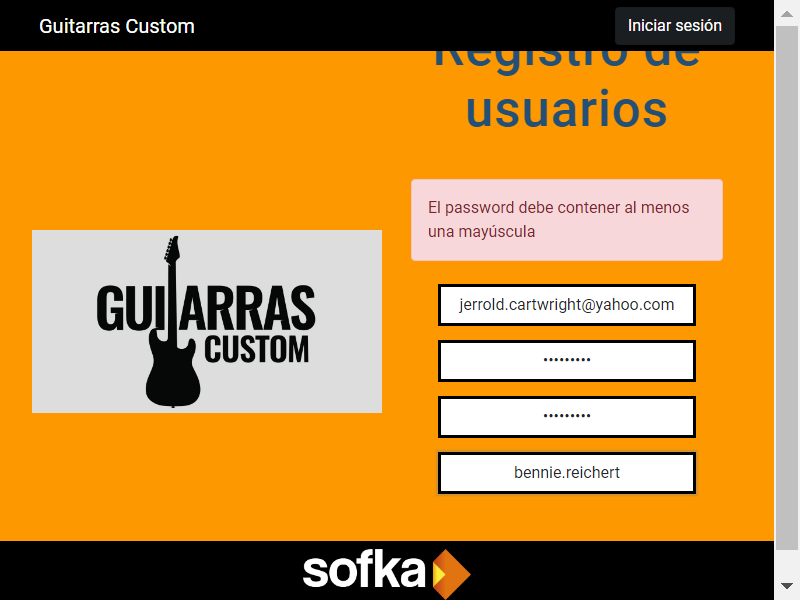 Guitarras Custom
Iniciar sesión
Registro de
usuarios
El password debe contener al menos
una mayúscula
GUITARRAS
CUSTOM
jerrold.cartwright@yahoo.com
•••••••••
•••••••••
bennie.reichert
sofka